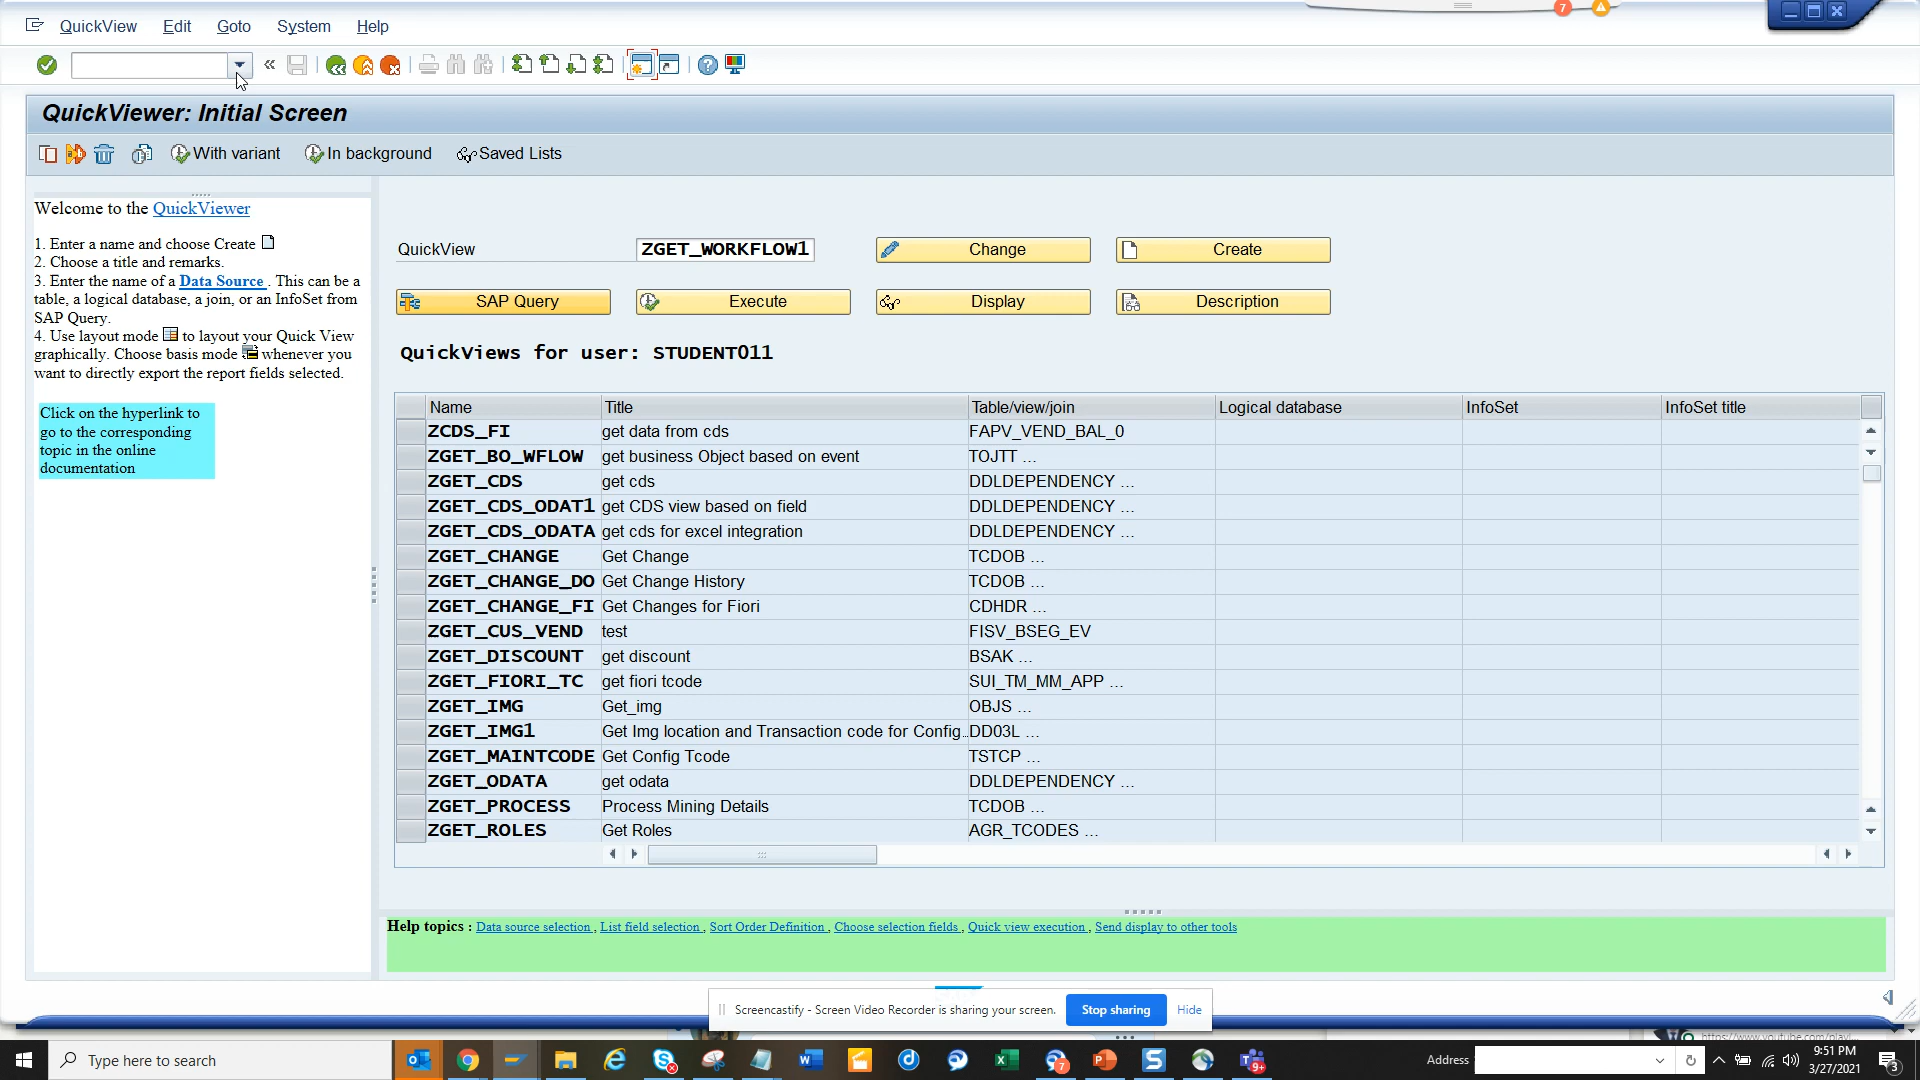 QuickView Edit Goto System Help
7
QuickViewer: Initial Screen
With variant In background Saved Lists
Welcome to the QuickViewer
1. Enter a name and choose Create
2. Choose a title and remarks.
3. Enter the name of a Data Source . This can be a
table, a logical database, a join, or an InfoSet from
SAP Query.
4. Use layout mode to layout your Quick View
graphically. Choose basis mode whenever you
want to directly export the report fields selected.
Click on the hyperlink to
go to the corresponding
topic in the online
documentation
QuickView ZGET_WORKFLOW1 Change Create
SAP Query Execute Display Description
QuickViews for user: STUDENT011
Name Title Table/view/join Logical database InfoSet InfoSet title
ZCDS_FI get data from cds FAPV_VEND_BAL_0
ZGET_BO_WFLOW get business Object based on event TOJTT ...
ZGET_CDS get cds DDLDEPENDENCY ...
ZGET_CDS_ODAT1 get CDS view based on field DDLDEPENDENCY ...
ZGET_CDS_ODATA get cds for excel integration DDLDEPENDENCY ...
ZGET_CHANGE Get Change TCDOB ...
ZGET_CHANGE_DO Get Change History TCDOB ...
ZGET_CHANGE_FI Get Changes for Fiori CDHDR ...
ZGET_CUS_VEND test FISV_BSEG_EV
ZGET_DISCOUNT get discount BSAK ...
ZGET_FIORI_TC get fiori tcode SUI_TM_MM_APP ...
ZGET_IMG Get_img OBJS ...
ZGET_IMG1 Get Img location and Transaction code for Config... DD03L ...
ZGET_MAINTCODE Get Config Tcode TSTCP ...
ZGET_ODATA get odata DDLDEPENDENCY ...
ZGET_PROCESS Process Mining Details TCDOB ...
ZGET_ROLES Get Roles AGR_TCODES ...
Help topics : Data source selection , List field selection , Sort Order Definition , Choose selection fields , Quick view execution , Send display to other tools
Screencastify - Screen Video Recorder is sharing your screen. Stop sharing Hide
https://www.youtube.com/playl...
Type here to search
7
9+
Address
9:51 PM
3/27/2021
3